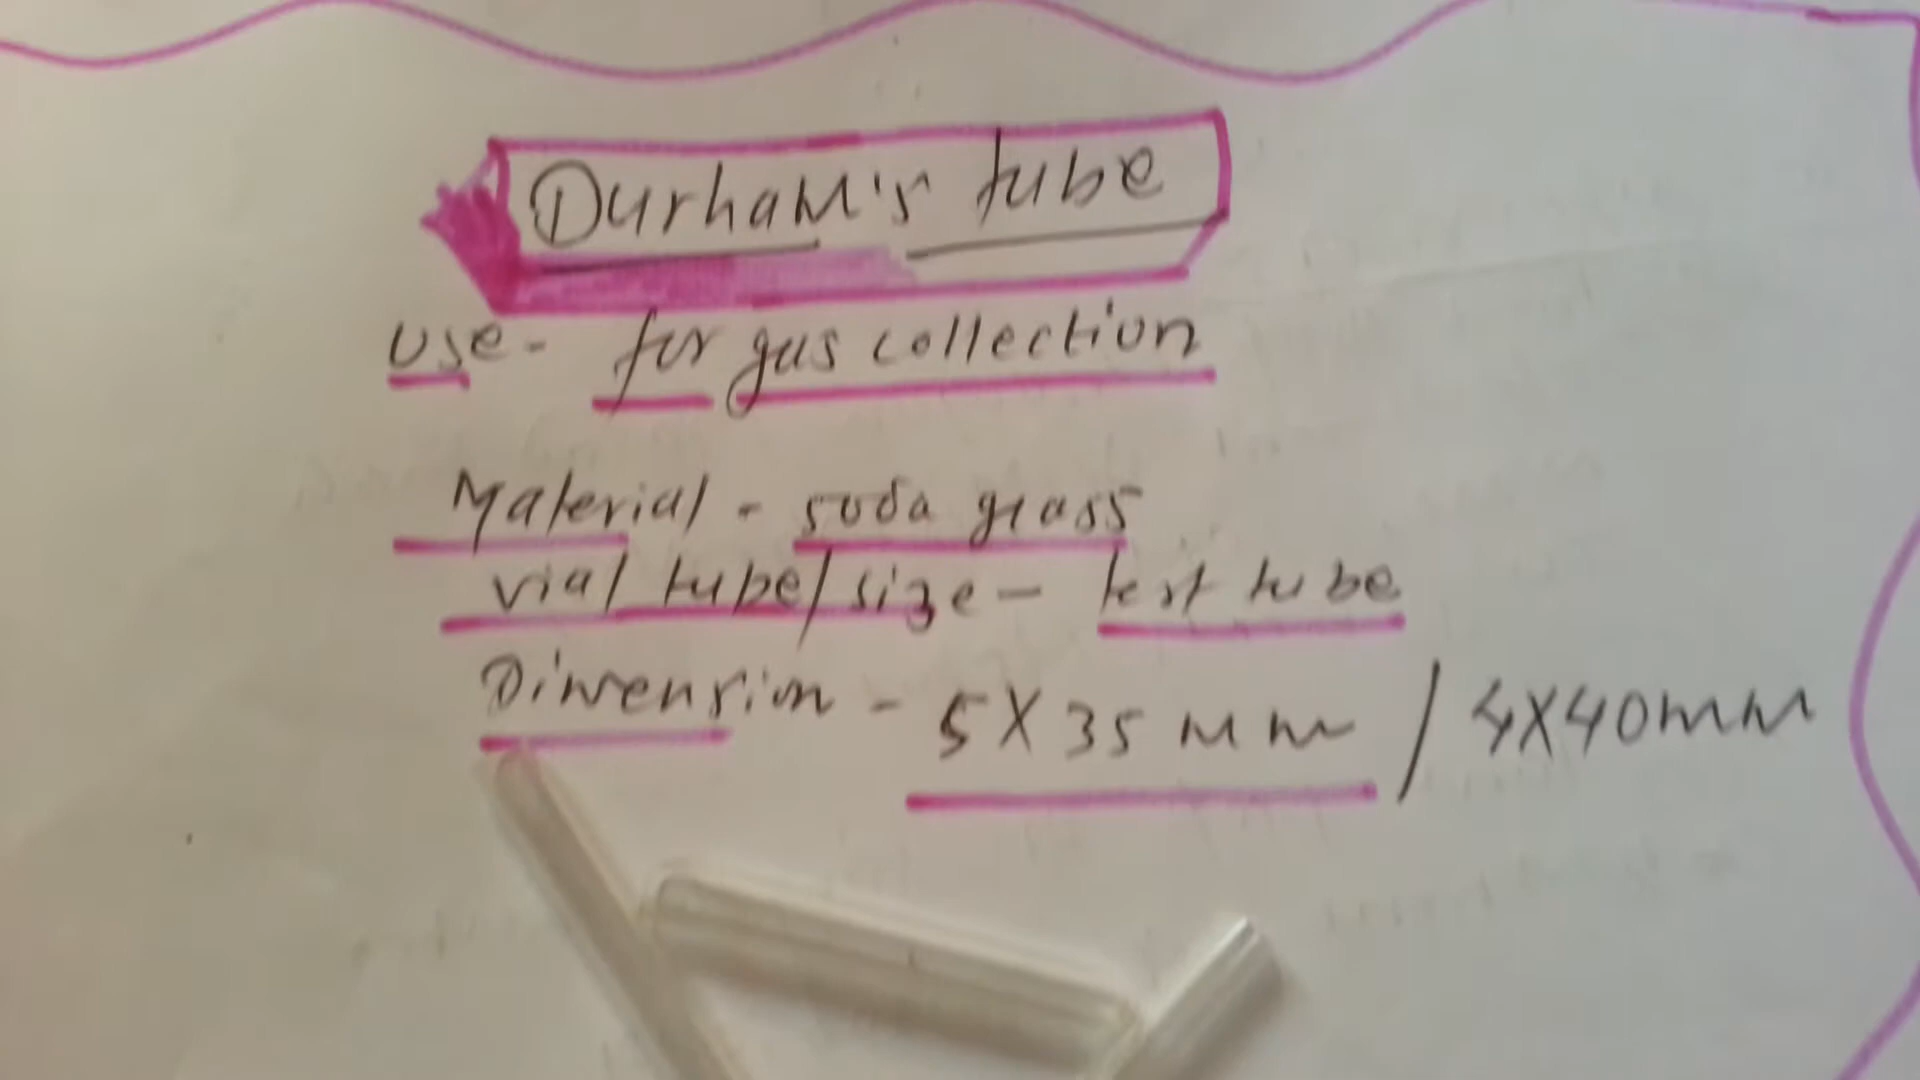 Durham's tube
Use- for gas collection
Material - soda glass
vial tube/size- test tube
Dimension - 5X35 mm / 4X40mm